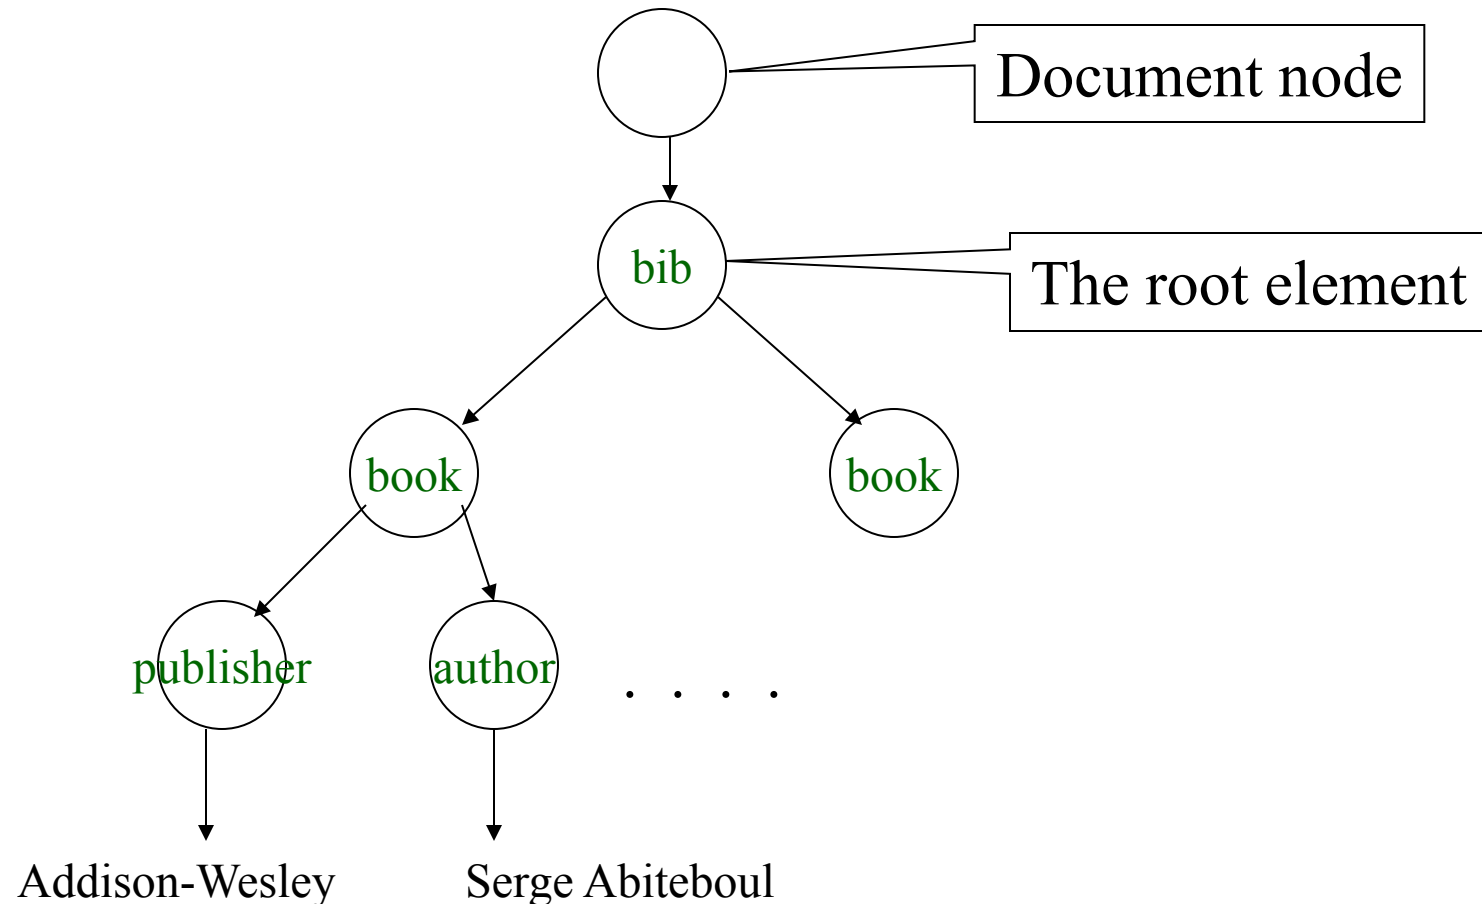 Document node
bib
The root element
book
book
publisher
author
. . . .
Addison-Wesley
Serge Abiteboul